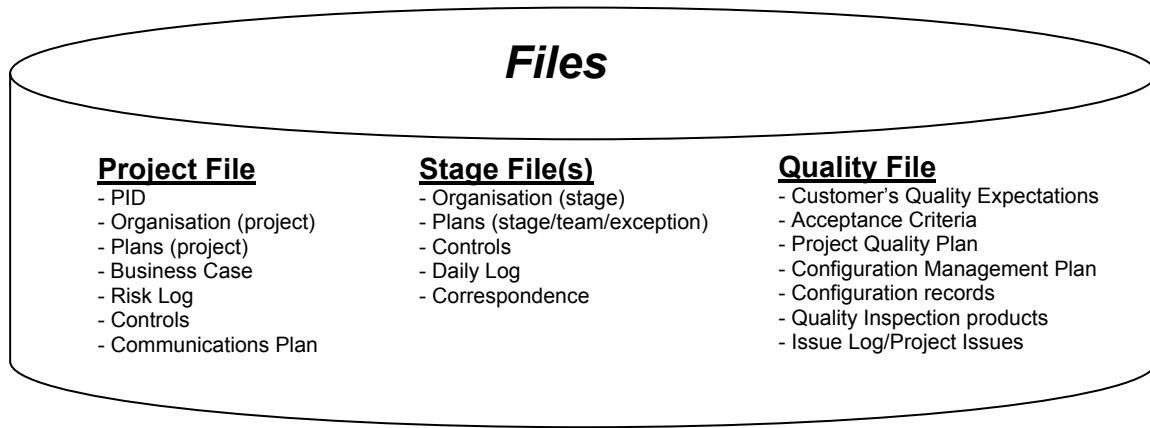 Files
Project File
- PID
- Organisation (project)
- Plans (project)
- Business Case
- Risk Log
- Controls
- Communications Plan
Stage File(s)
- Organisation (stage)
- Plans (stage/team/exception)
- Controls
- Daily Log
- Correspondence
Quality File
- Customer’s Quality Expectations
- Acceptance Criteria
- Project Quality Plan
- Configuration Management Plan
- Configuration records
- Quality Inspection products
- Issue Log/Project Issues